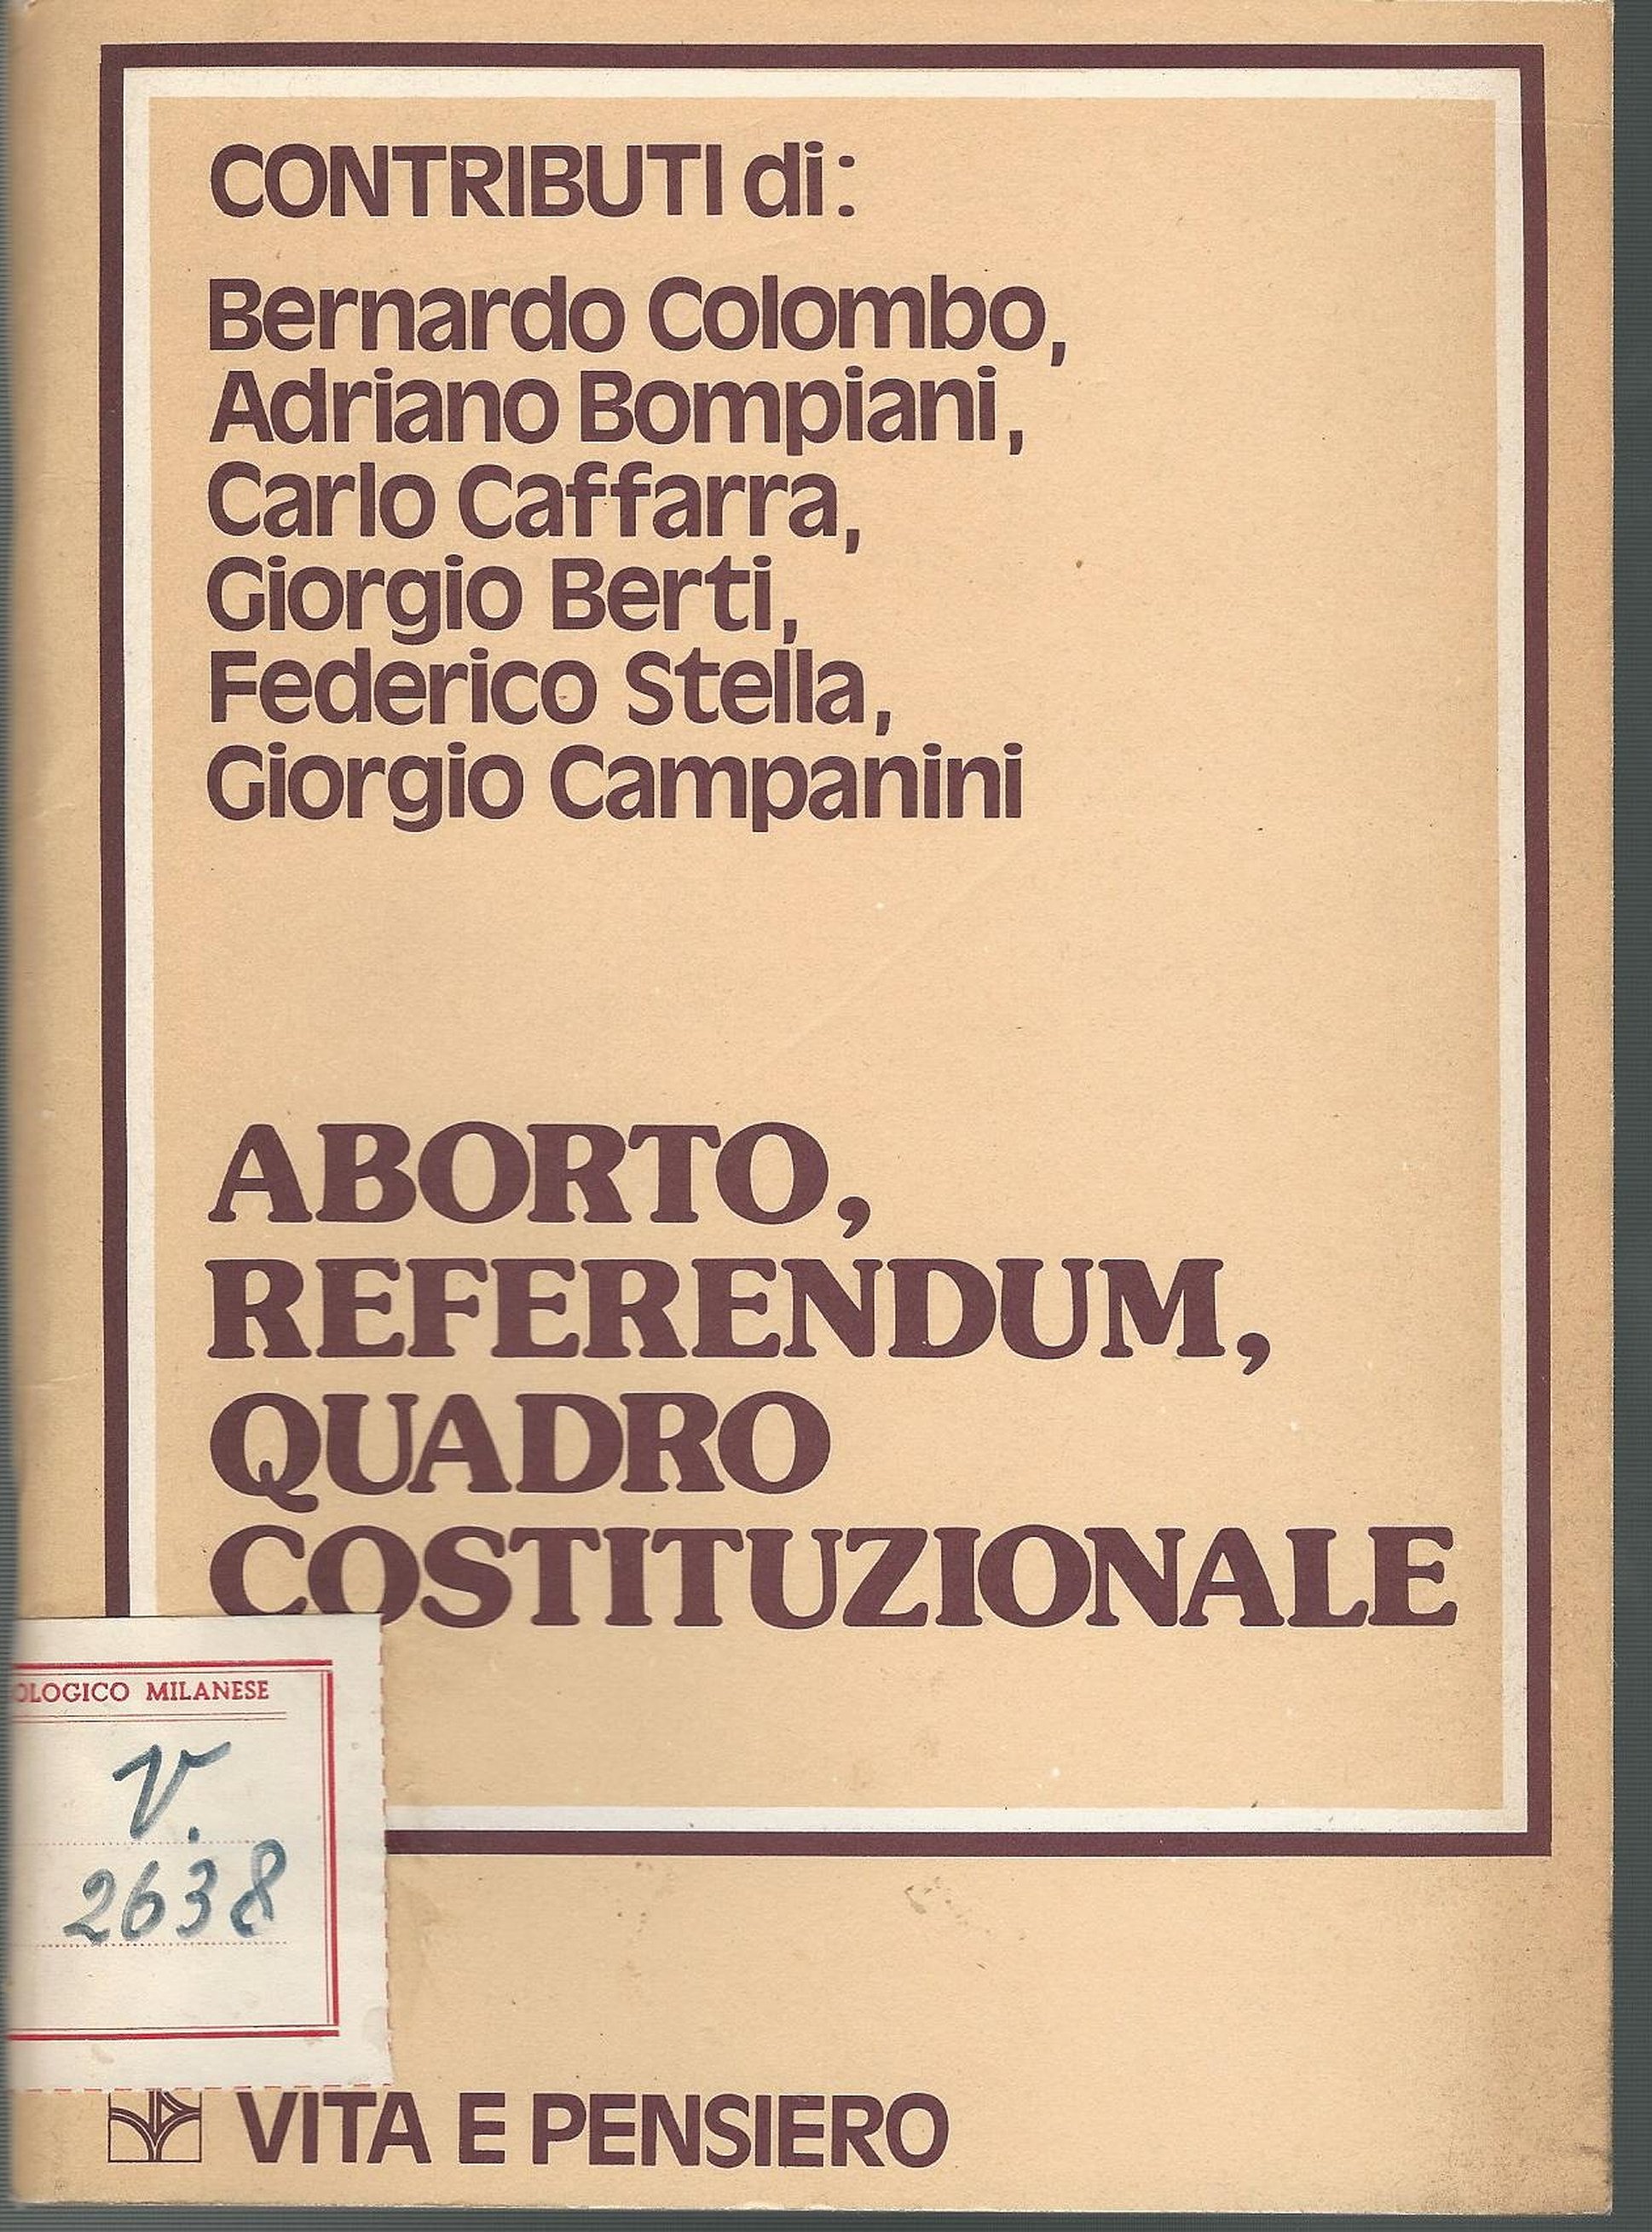 CONTRIBUTI di:
Bernardo Colombo,
Adriano Bompiani,
Carlo Caffarra,
Giorgio Berti,
Federico Stella,
Giorgio Campanini
ABORTO,
REFERENDUM,
QUADRO
COSTITUZIONALE
OLOGICO MILANESE
V.
2638
VITA E PENSIERO